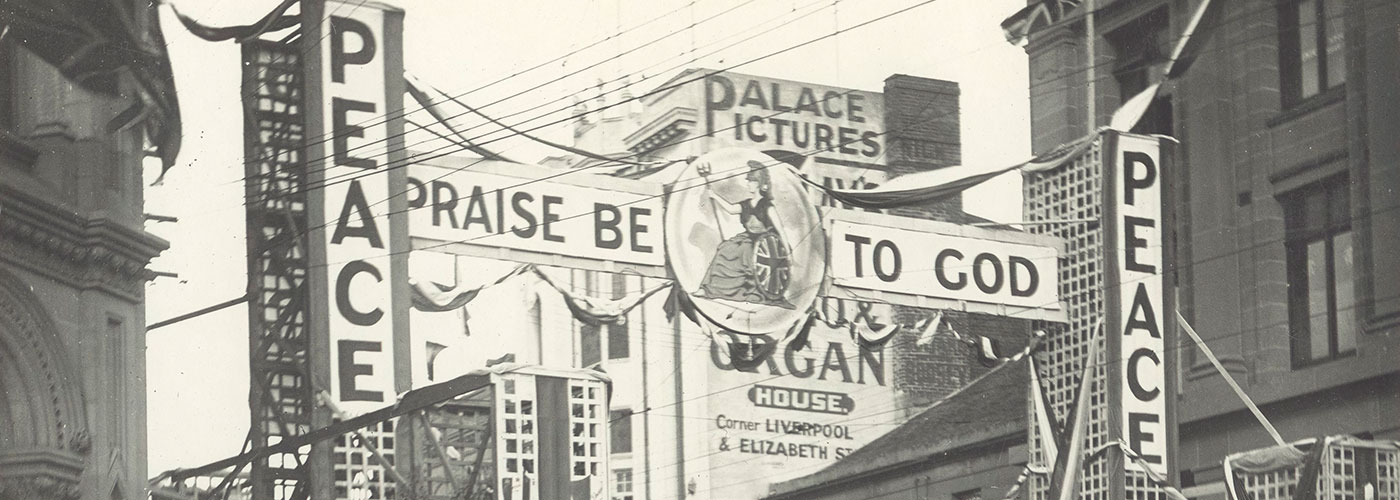 PEACE
PRAISE BE TO GOD
PEACE
PALACE
PICTURES
&
ORGAN
HOUSE.
Corner LIVERPOOL
& ELIZABETH ST